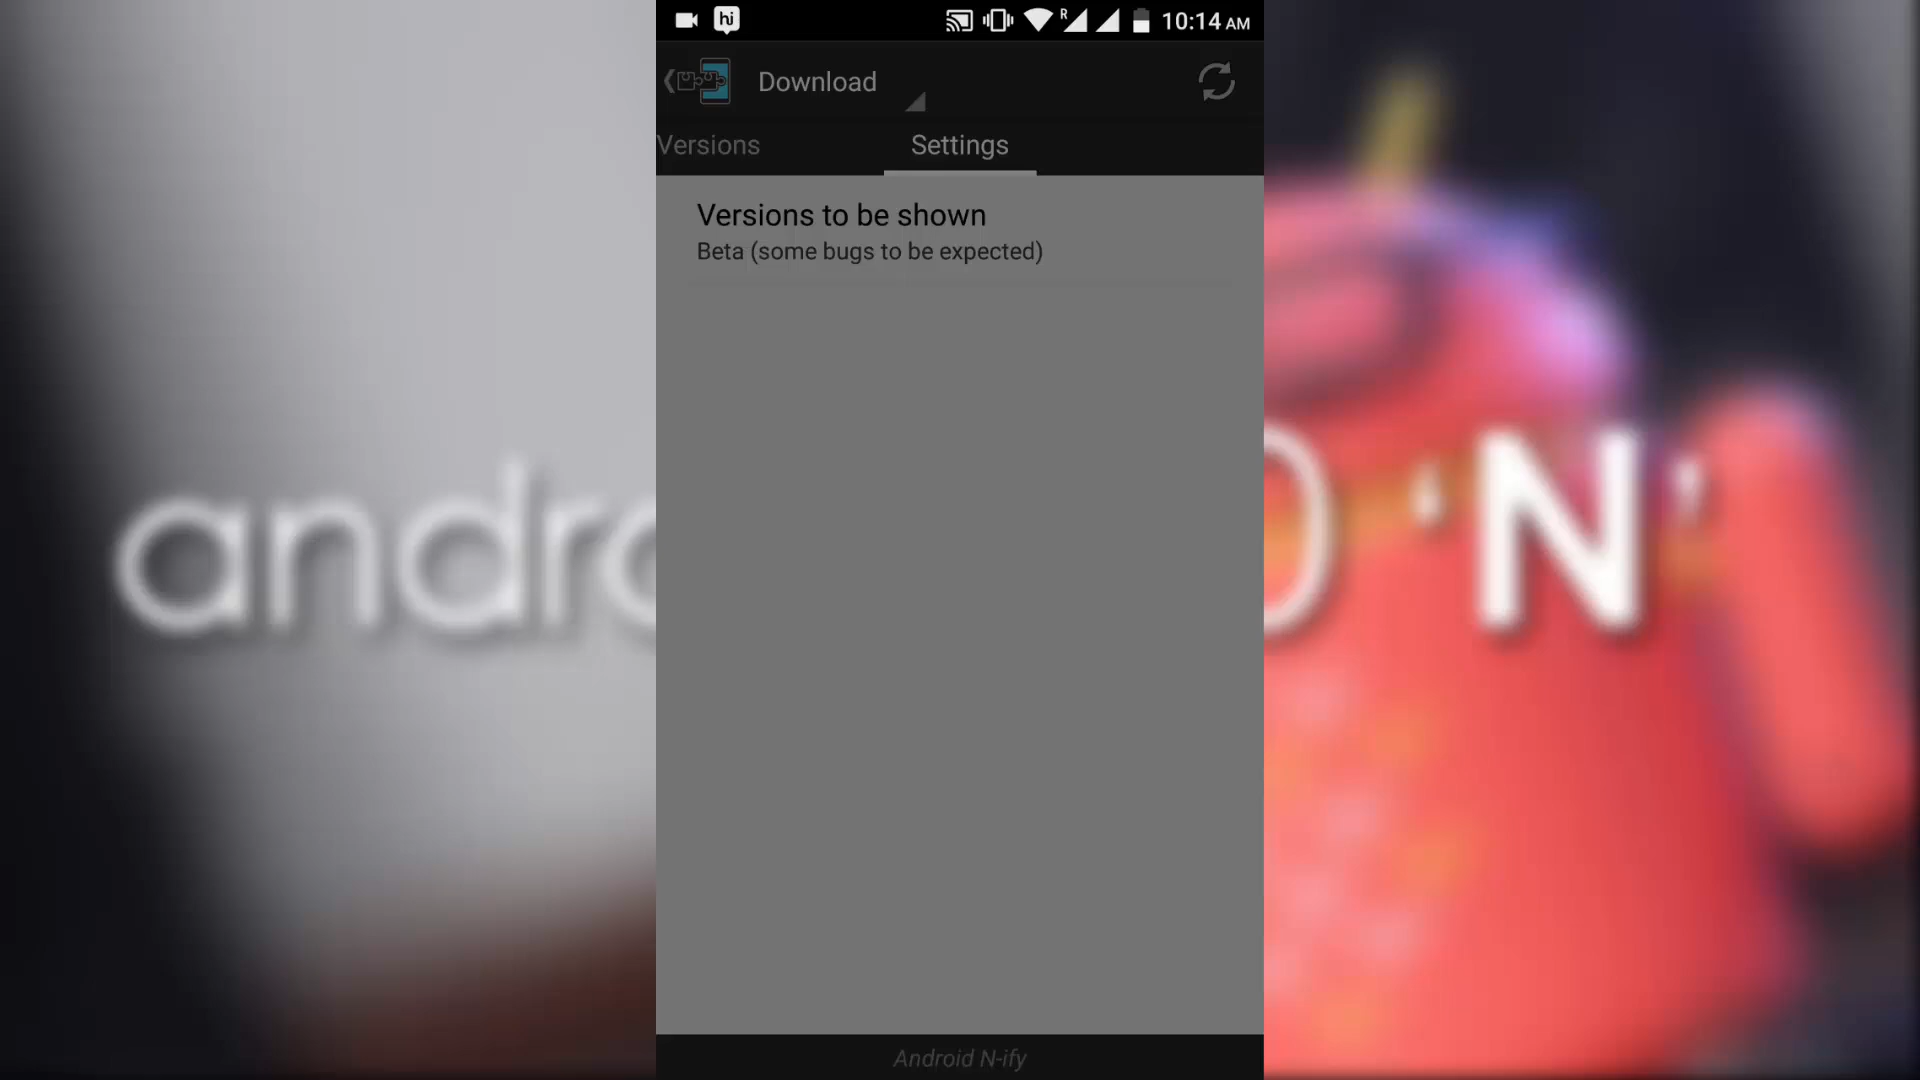 hi
R
10:14 AM
Download
Versions
Settings
Versions to be shown
Beta (some bugs to be expected)
andro
'N'
Android N-ify